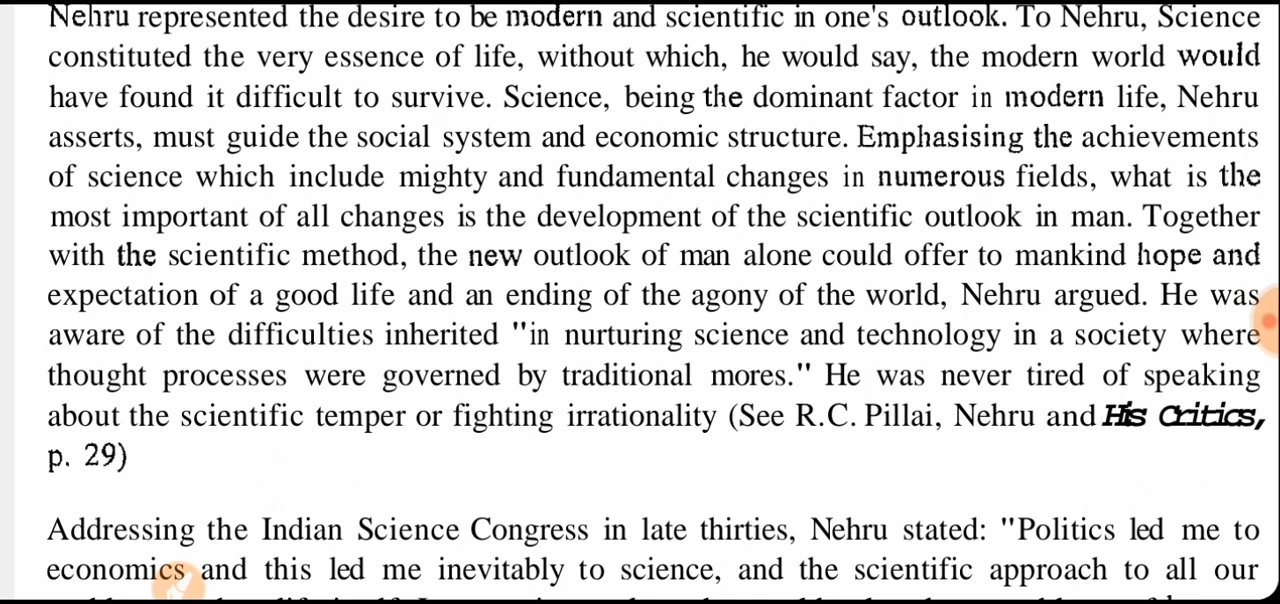 Nehru represented the desire to be modern and scientific in one's outlook. To Nehru, Science
constituted the very essence of life, without which, he would say, the modern world would
have found it difficult to survive. Science, being the dominant factor in modern life, Nehru
asserts, must guide the social system and economic structure. Emphasising the achievements
of science which include mighty and fundamental changes in numerous fields, what is the
most important of all changes is the development of the scientific outlook in man. Together
with the scientific method, the new outlook of man alone could offer to mankind hope and
expectation of a good life and an ending of the agony of the world, Nehru argued. He was
aware of the difficulties inherited "in nurturing science and technology in a society where
thought processes were governed by traditional mores." He was never tired of speaking
about the scientific temper or fighting irrationality (See R.C. Pillai, Nehru and His Critics,
p. 29)
Addressing the Indian Science Congress in late thirties, Nehru stated: "Politics led me to
economics and this led me inevitably to science, and the scientific approach to all our